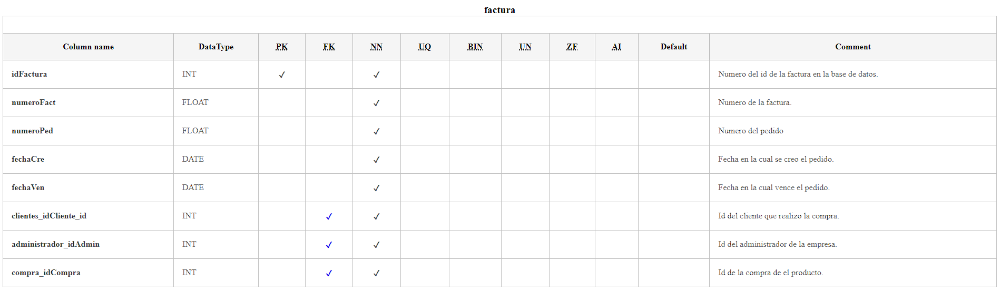 factura
Column name DataType PK FK NN UQ BIN UN ZF AI Default Comment
idFactura INT ✓ ✓ Numero del id de la factura en la base de datos.
numeroFact FLOAT ✓ Numero de la factura.
numeroPed FLOAT ✓ Numero del pedido
fechaCre DATE ✓ Fecha en la cual se creo el pedido.
fechaVen DATE ✓ Fecha en la cual vence el pedido.
clientes_idCliente_id INT ✓ ✓ Id del cliente que realizo la compra.
administrador_idAdmin INT ✓ ✓ Id del administrador de la empresa.
compra_idCompra INT ✓ ✓ Id de la compra de el producto.